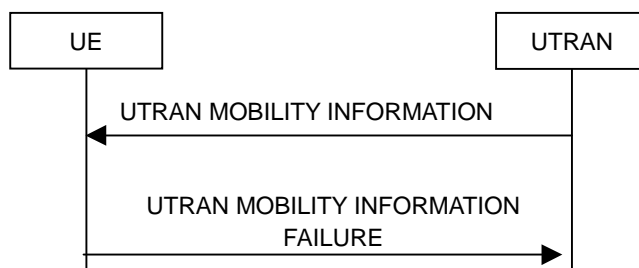 UE
UTRAN
UTRAN MOBILITY INFORMATION
UTRAN MOBILITY INFORMATION
FAILURE